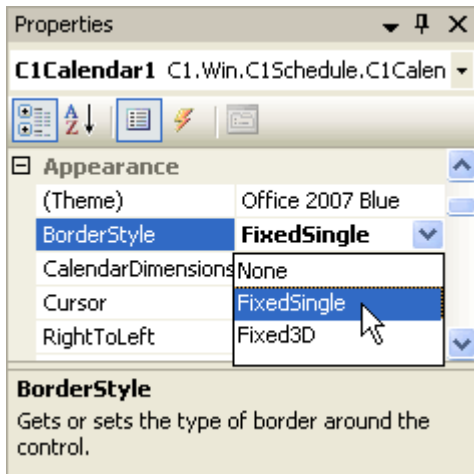 Properties
C1Calendar1 C1.Win.C1Schedule.C1Calen
Appearance
(Theme) Office 2007 Blue
BorderStyle FixedSingle
CalendarDimensions None
Cursor FixedSingle
RightToLeft Fixed3D
BorderStyle
Gets or sets the type of border around the
control.